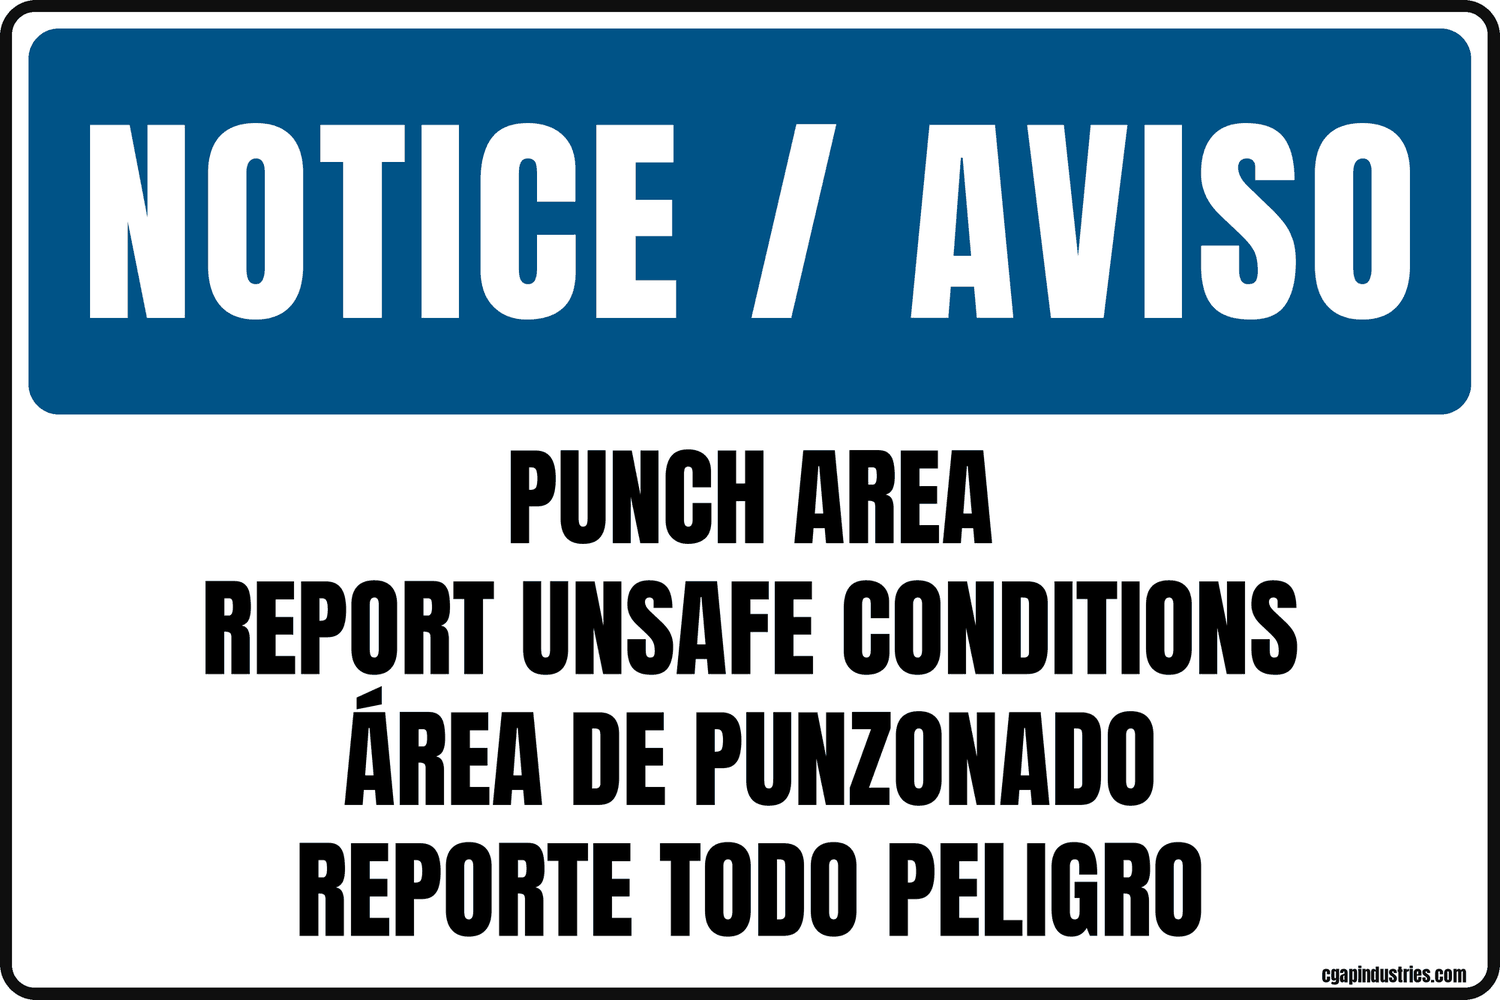 NOTICE / AVISO
PUNCH AREA
REPORT UNSAFE CONDITIONS
ÁREA DE PUNZONADO
REPORTE TODO PELIGRO
cgapindustries.com